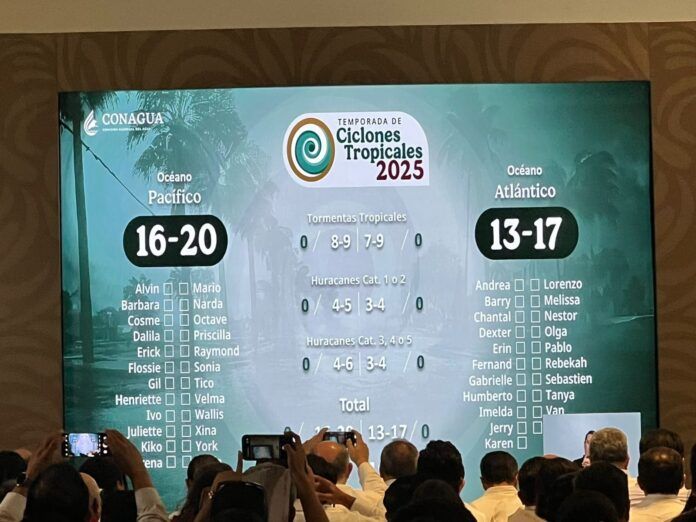 CONAGUA
TEMPORADA DE
Ciclones
Tropicales
2025
Océano
Pacífico
16-20
Alvin Mario
Barbara Narda
Cosme Octave
Dalila Priscilla
Erick Raymond
Flossie Sonia
Gil Tico
Henriette Velma
Ivo Wallis
Juliette Xina
Kiko York
Tormentas Tropicales
0 / 8-9 | 7-9 / 0
Huracanes Cat. 1 o 2
0 / 4-5 | 3-4 / 0
Huracanes Cat. 3, 4 o 5
0 / 4-6 | 3-4 / 0
Total
13-17 / 0
Océano
Atlántico
13-17
Andrea Lorenzo
Barry Melissa
Chantal Nestor
Dexter Olga
Erin Pablo
Fernand Rebekah
Gabrielle Sebastien
Humberto Tanya
Imelda Van
Jerry
Karen